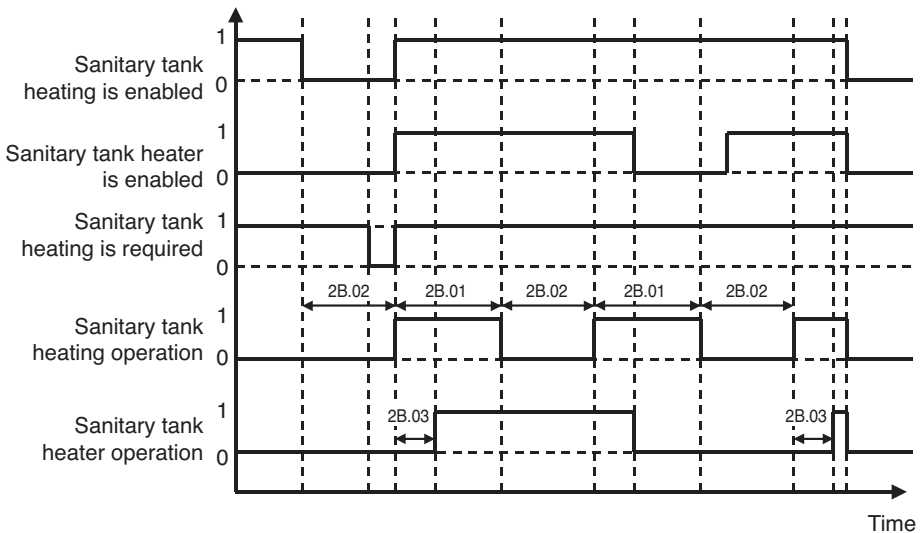 1
Sanitary tank
heating is enabled
0
1
Sanitary tank heater
is enabled
0
Sanitary tank
1
heating is required
0
2B.02 2B.01 2B.02 2B.01 2B.02
1
Sanitary tank
heating operation
0
1
2B.03 2B.03
Sanitary tank
heater operation
0
Time